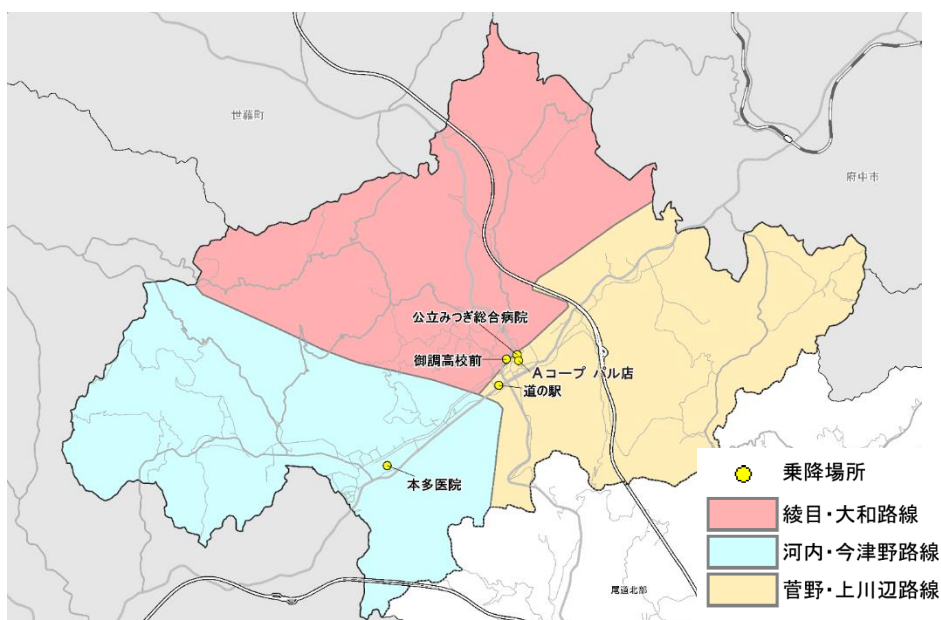 世羅町
府中市
公立みつぎ総合病院
御調高校前
Aコープ パル店
道の駅
本多医院
尾道北部
乗降場所
綾目・大和路線
河内・今津野路線
菅野・上川辺路線